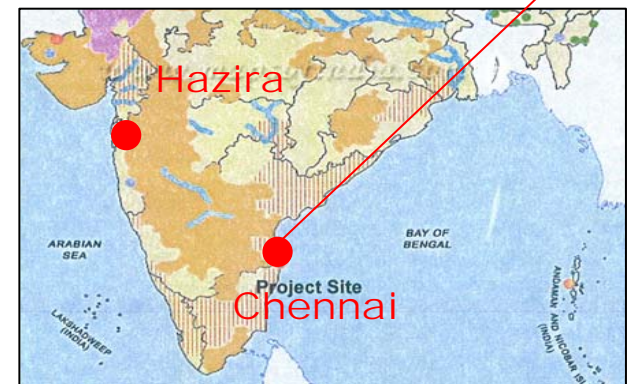 Hazira
ARABIAN
SEA
BAY OF
BENGAL
Project Site
Chennai
LAKSHADWEEP
(INDIA)
ANDAMAN AND NICOBAR
(INDIA)